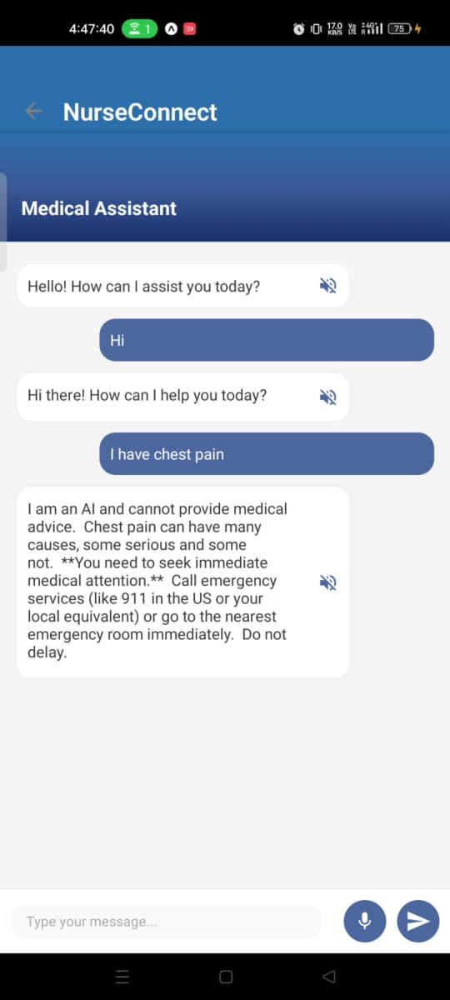 4:47:40 1 17.0 KB/S Vo LTE 4G+ R 75
NurseConnect
Medical Assistant
Hello! How can I assist you today?
Hi
Hi there! How can I help you today?
I have chest pain
I am an AI and cannot provide medical
advice.  Chest pain can have many
causes, some serious and some
not.  **You need to seek immediate
medical attention.**  Call emergency
services (like 911 in the US or your
local equivalent) or go to the nearest
emergency room immediately.  Do not
delay.
Type your message...